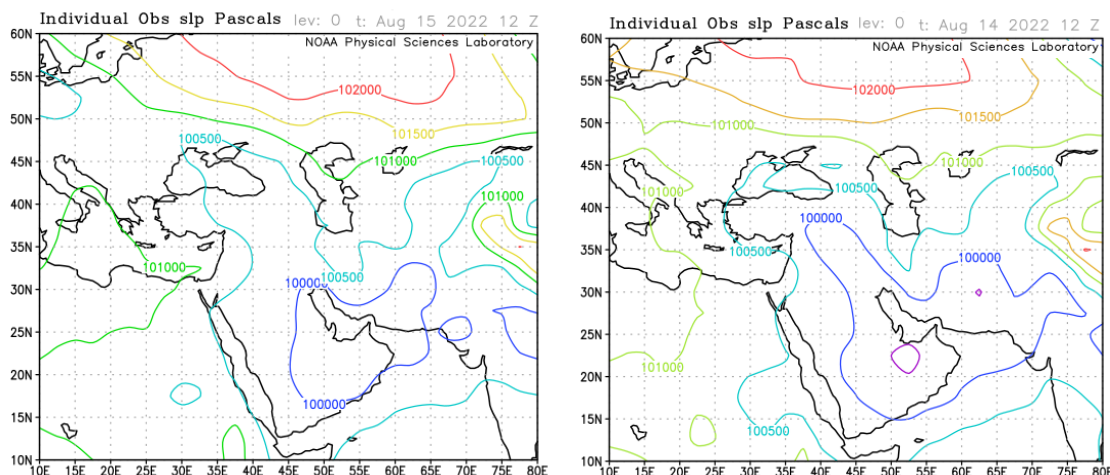 Individual Obs slp Pascals lev: 0 t: Aug 15 2022 12 Z
NOAA Physical Sciences Laboratory
60N
55N
50N
45N
40N
35N
30N
25N
20N
15N
10N
102000
101500
100500
101000
100500
101000
101000
100500
100000
100000
10E 15E 20E 25E 30E 35E 40E 45E 50E 55E 60E 65E 70E 75E 80E
Individual Obs slp Pascals lev: 0 t: Aug 14 2022 12 Z
NOAA Physical Sciences Laboratory
60N
55N
50N
45N
40N
35N
30N
25N
20N
15N
10N
102000
101500
101000
101000
101000
100500
100500
100000
100500
100000
101000
100500
100000
10E 15E 20E 25E 30E 35E 40E 45E 50E 55E 60E 65E 70E 75E 80E